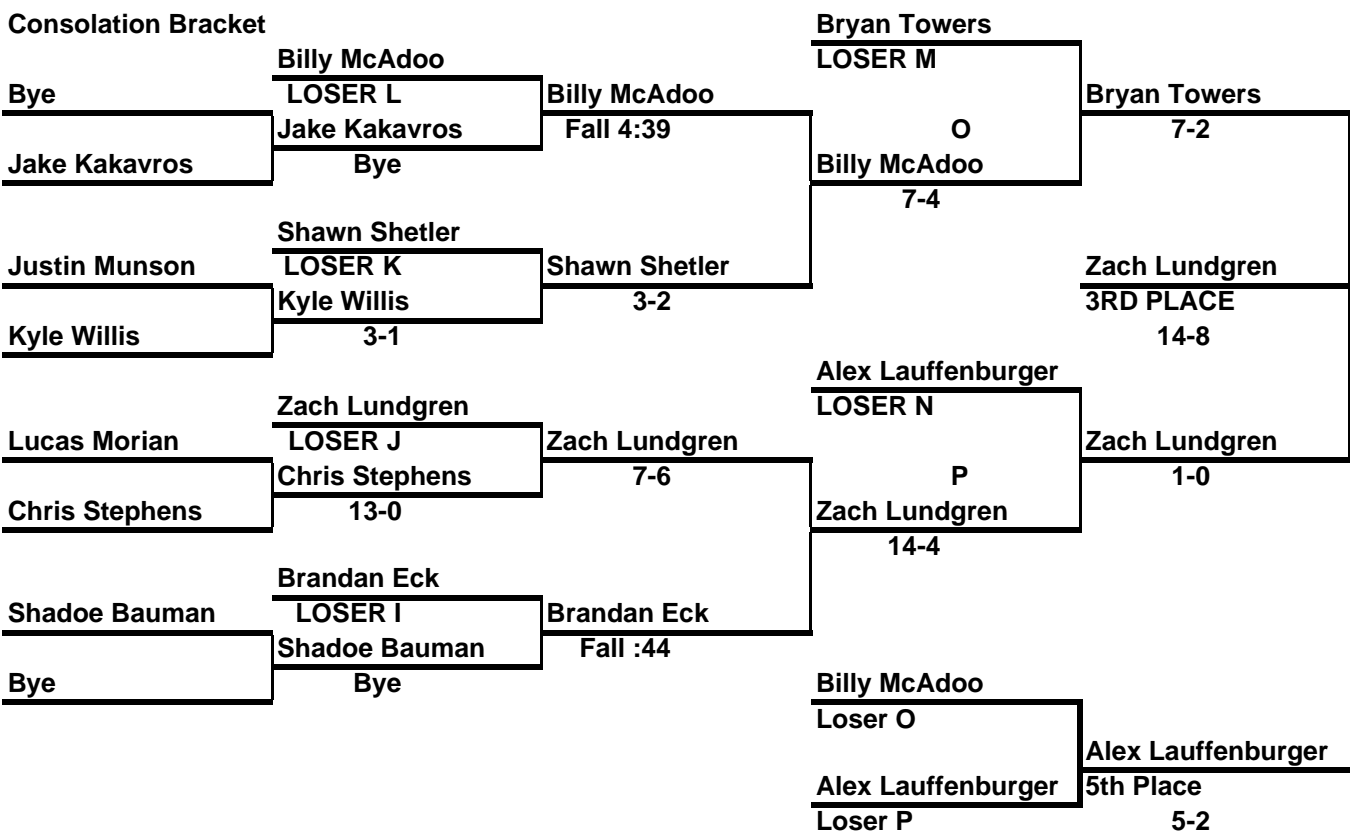 Consolation Bracket
Bryan Towers
Billy McAdoo
LOSER M
Bye
LOSER L
Billy McAdoo
Bryan Towers
Jake Kakavros
Fall 4:39
O
7-2
Jake Kakavros
Bye
Billy McAdoo
7-4
Shawn Shetler
Justin Munson
LOSER K
Shawn Shetler
Zach Lundgren
Kyle Willis
3-2
3RD PLACE
Kyle Willis
3-1
14-8
Alex Lauffenburger
Zach Lundgren
LOSER N
Lucas Morian
LOSER J
Zach Lundgren
Zach Lundgren
Chris Stephens
7-6
P
1-0
Chris Stephens
13-0
Zach Lundgren
14-4
Brandan Eck
Shadoe Bauman
LOSER I
Brandan Eck
Shadoe Bauman
Fall :44
Bye
Bye
Billy McAdoo
Loser O
Alex Lauffenburger
Alex Lauffenburger
5th Place
Loser P
5-2